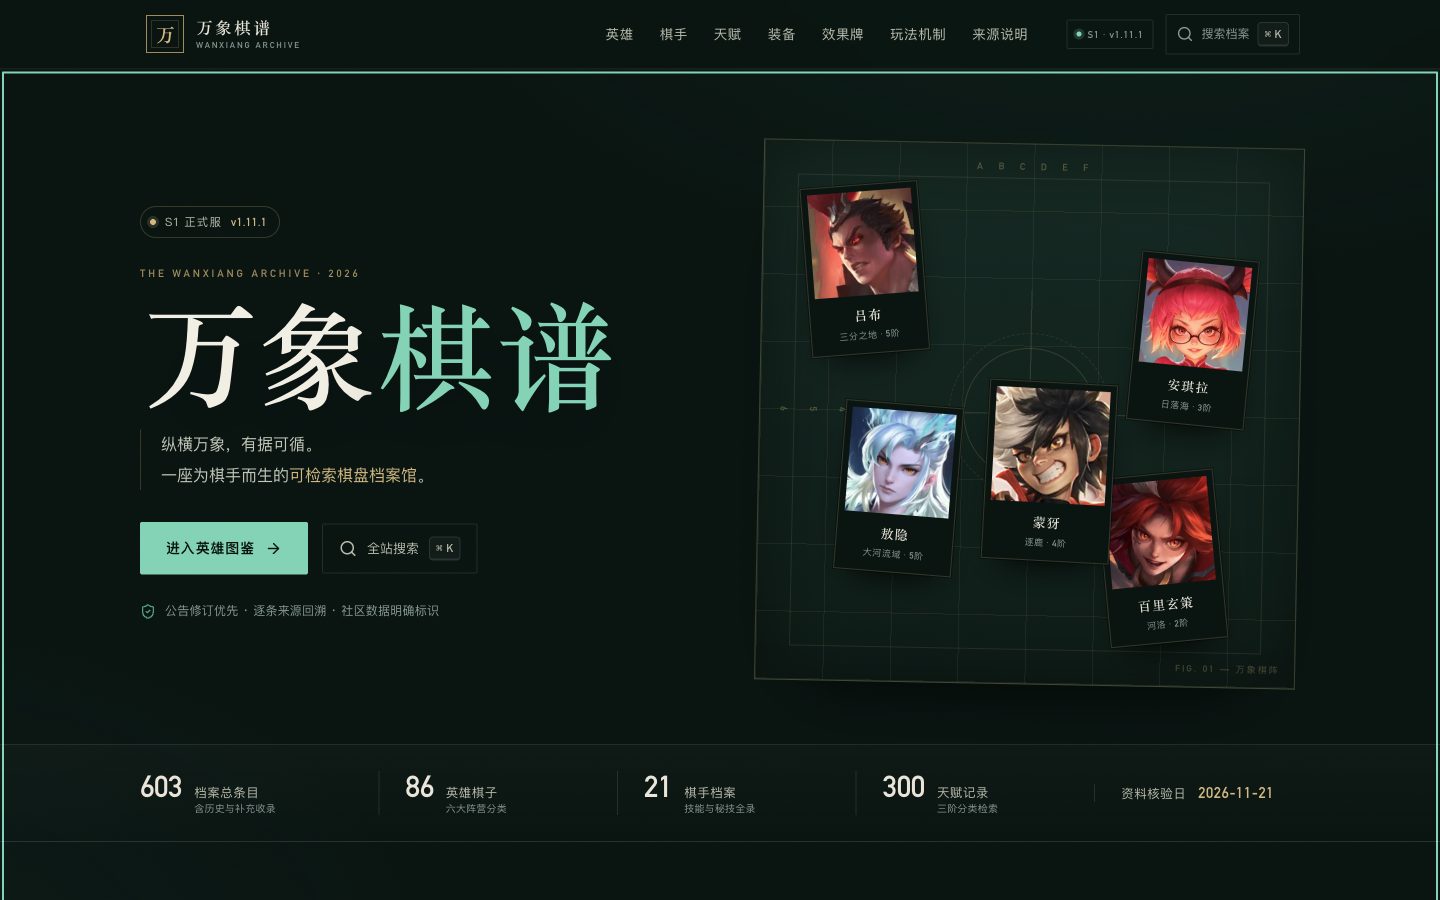 万
万象棋谱
WANXIANG ARCHIVE
英雄 棋手 天赋 装备 效果牌 玩法机制 来源说明
S1 · v1.11.1
搜索档案 ⌘ K
S1 正式服 v1.11.1
THE WANXIANG ARCHIVE · 2026
万象棋谱
纵横万象，有据可循。
一座为棋手而生的可检索棋盘档案馆。
进入英雄图鉴 →
全站搜索 ⌘ K
公告修订优先 · 逐条来源回溯 · 社区数据明确标识
A B C D E F
吕布
三分之地 · 5阶
安琪拉
日落海 · 3阶
6 5 4
敖隐
大河流域 · 5阶
蒙犽
逐鹿 · 4阶
百里玄策
河洛 · 2阶
FIG. 01 — 万象棋阵
603 档案总条目
含历史与补充收录
86 英雄棋子
六大阵营分类
21 棋手档案
技能与秘技全录
300 天赋记录
三阶分类检索
资料核验日 2026-11-21